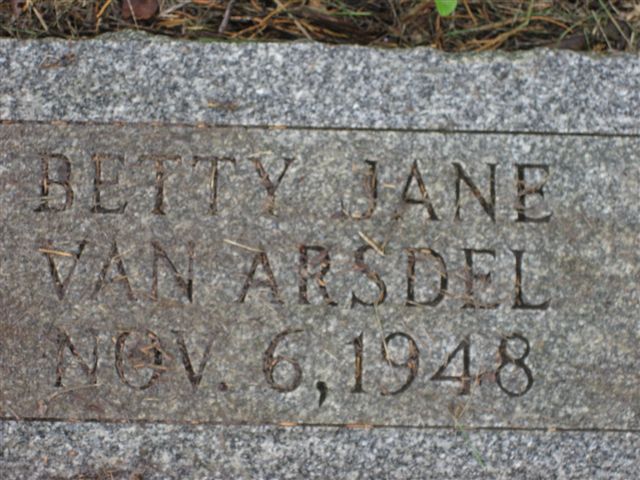 BETTY JANE
VAN ARSDEL
NOV. 6, 1948